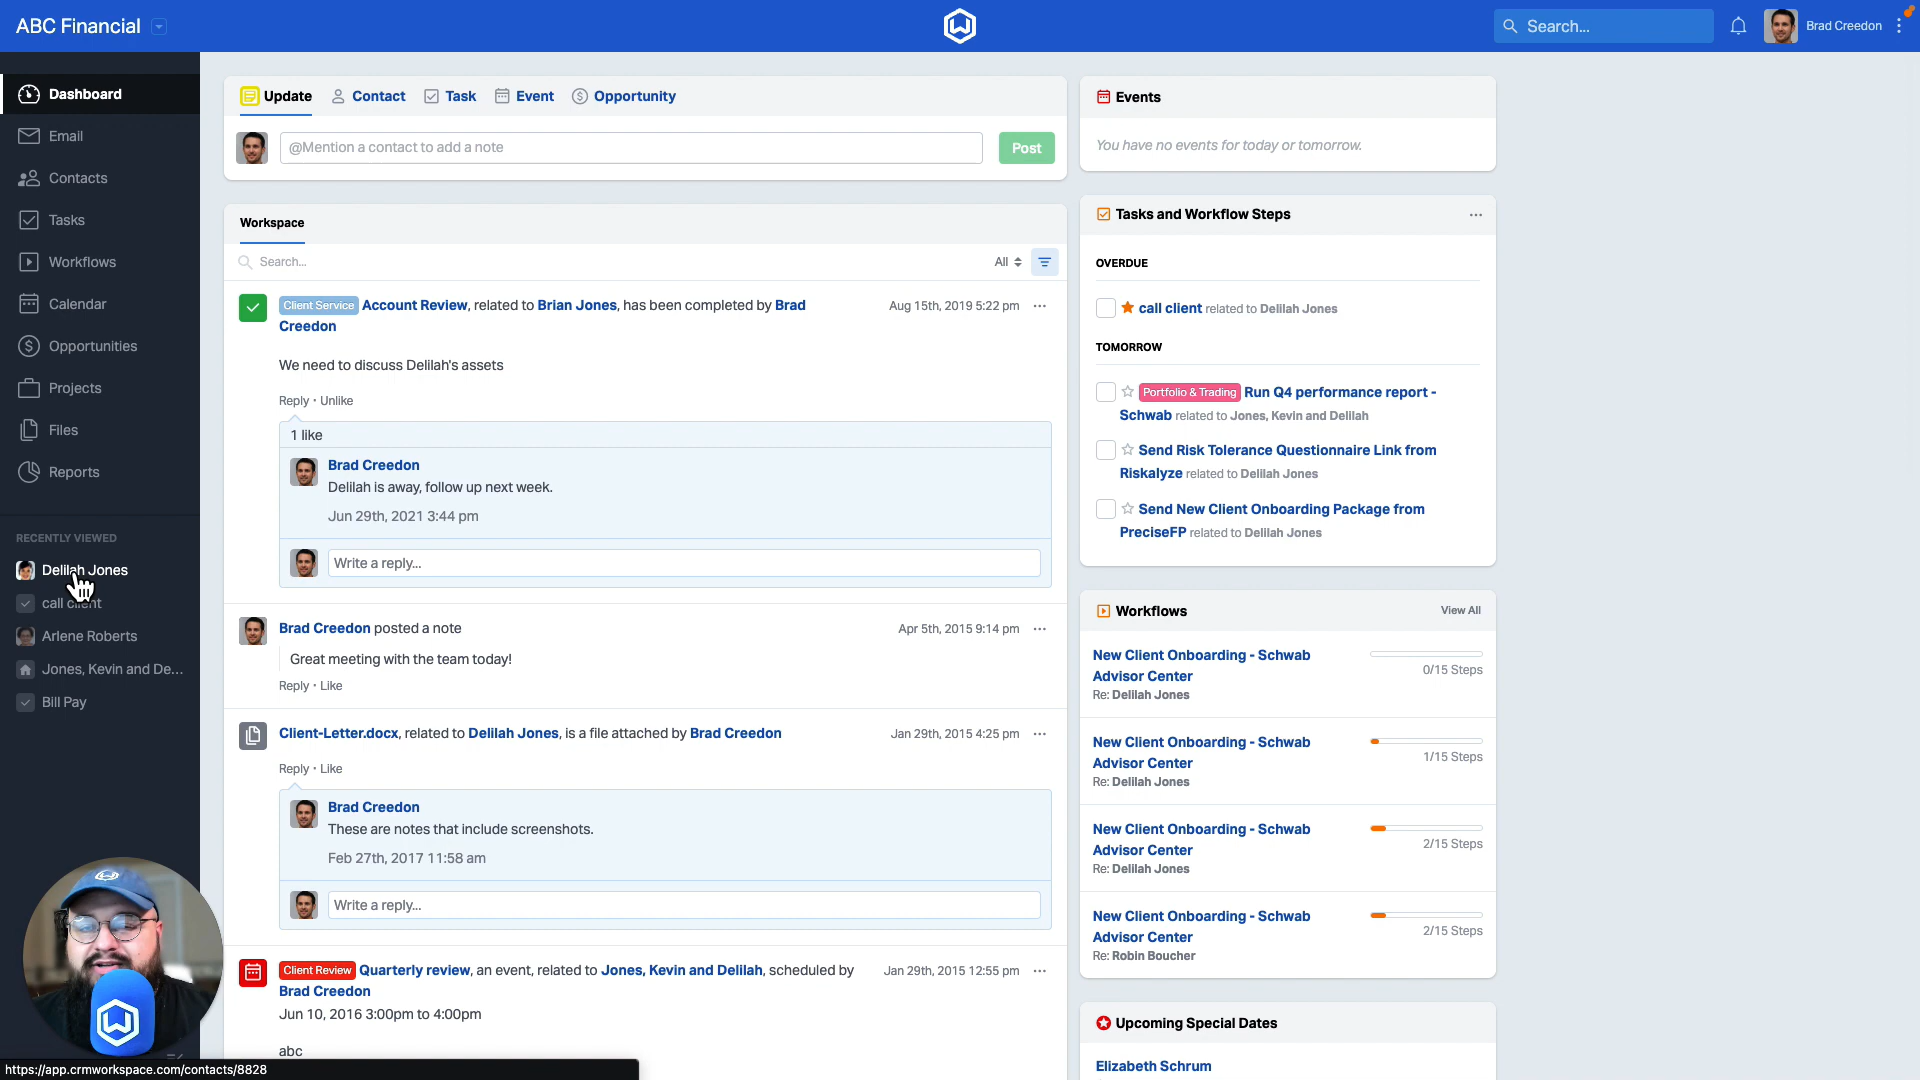 ABC Financial
Search...
Brad Creedon
Dashboard
Email
Contacts
Tasks
Workflows
Calendar
Opportunities
Projects
Files
Reports
RECENTLY VIEWED
Delilah Jones
call client
Arlene Roberts
Jones, Kevin and De...
Bill Pay
https://app.crmworkspace.com/contacts/8828
Update
Contact
Task
Event
Opportunity
@Mention a contact to add a note
Post
Workspace
Search...
All
Client Service Account Review, related to Brian Jones, has been completed by Brad
Creedon
Aug 15th, 2019 5:22 pm
We need to discuss Delilah's assets
Reply • Unlike
1 like
Brad Creedon
Delilah is away, follow up next week.
Jun 29th, 2021 3:44 pm
Write a reply...
Brad Creedon posted a note
Apr 5th, 2015 9:14 pm
Great meeting with the team today!
Reply • Like
Client-Letter.docx, related to Delilah Jones, is a file attached by Brad Creedon
Jan 29th, 2015 4:25 pm
Reply • Like
Brad Creedon
These are notes that include screenshots.
Feb 27th, 2017 11:58 am
Write a reply...
Client Review Quarterly review, an event, related to Jones, Kevin and Delilah, scheduled by
Brad Creedon
Jan 29th, 2015 12:55 pm
Jun 10, 2016 3:00pm to 4:00pm
abc
Events
You have no events for today or tomorrow.
Tasks and Workflow Steps
OVERDUE
call client related to Delilah Jones
TOMORROW
Portfolio & Trading Run Q4 performance report -
Schwab related to Jones, Kevin and Delilah
Send Risk Tolerance Questionnaire Link from
Riskalyze related to Delilah Jones
Send New Client Onboarding Package from
PreciseFP related to Delilah Jones
Workflows
View All
New Client Onboarding - Schwab
Advisor Center
Re: Delilah Jones
0/15 Steps
New Client Onboarding - Schwab
Advisor Center
Re: Delilah Jones
1/15 Steps
New Client Onboarding - Schwab
Advisor Center
Re: Delilah Jones
2/15 Steps
New Client Onboarding - Schwab
Advisor Center
Re: Robin Boucher
2/15 Steps
Upcoming Special Dates
Elizabeth Schrum